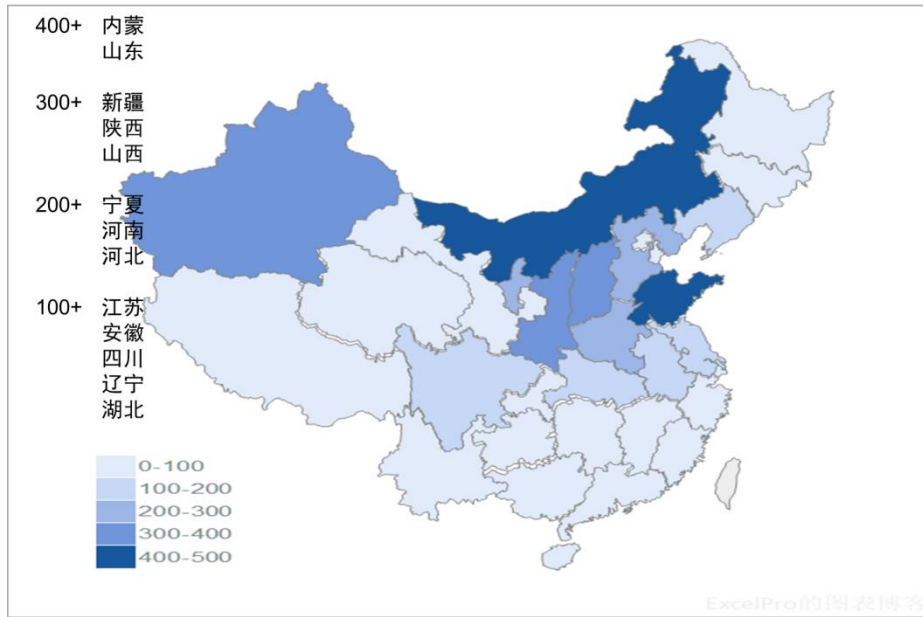 400+ 内蒙
山东
300+ 新疆
陕西
山西
200+ 宁夏
河南
河北
100+ 江苏
安徽
四川
辽宁
湖北
0-100
100-200
200-300
300-400
400-500
ExcelPro的图表博客